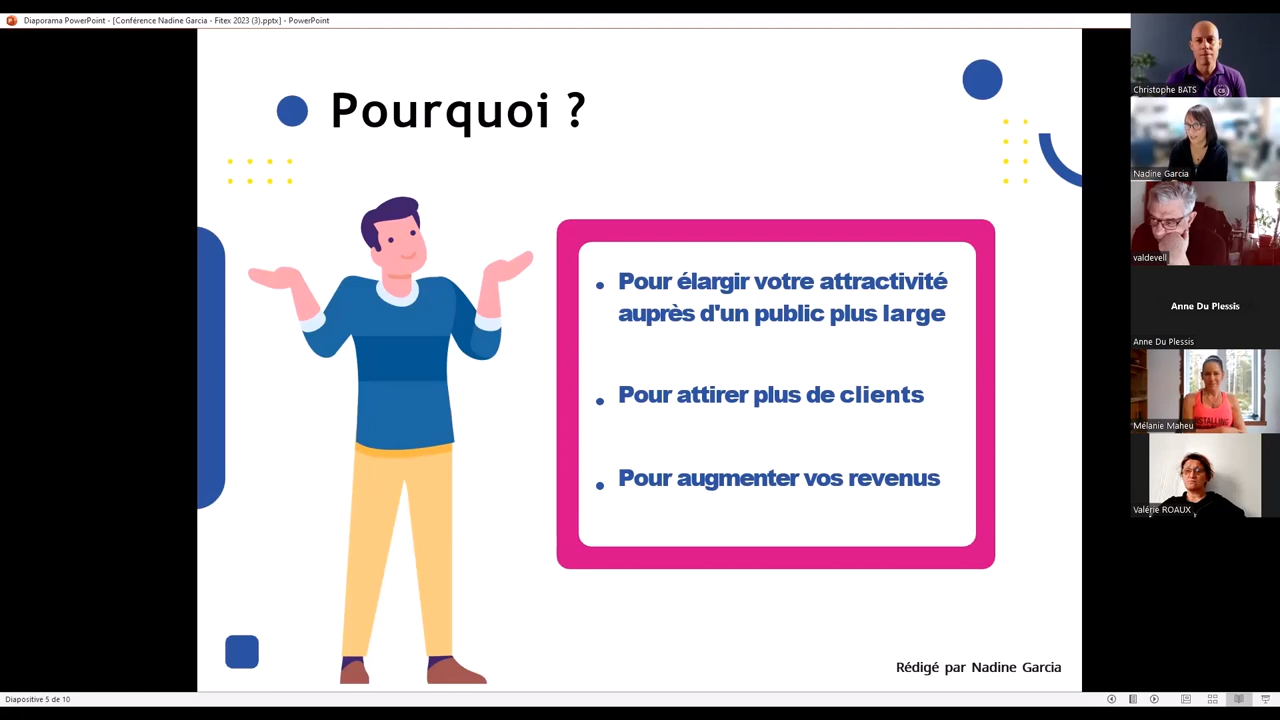 Diaporama PowerPoint - [Conférence Nadine Garcia - Fitex 2023 (3).pptx] - PowerPoint
Pourquoi ?
Pour élargir votre attractivité
auprès d'un public plus large
Pour attirer plus de clients
Pour augmenter vos revenus
Rédigé par Nadine Garcia
Diapositive 5 de 10
Christophe BATS
Nadine Garcia
valdevell
Anne Du Plessis
Anne Du Plessis
Mélanie Maheu
Valérie ROAUX